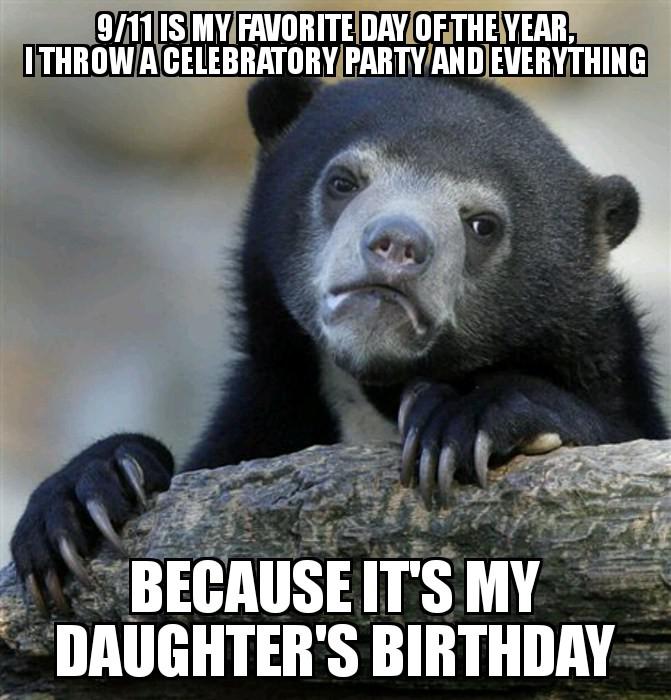 9/11 IS MY FAVORITE DAY OF THE YEAR,
I THROW A CELEBRATORY PARTY AND EVERYTHING
BECAUSE IT'S MY
DAUGHTER'S BIRTHDAY